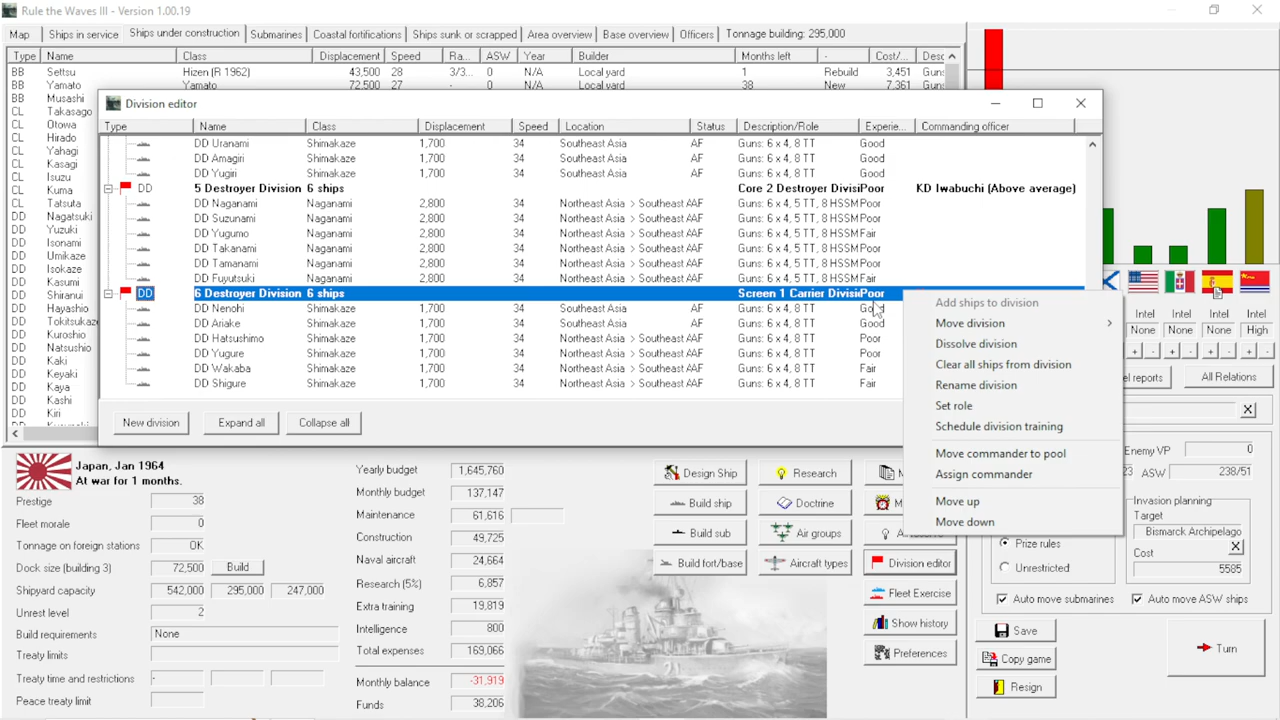 Rule the Waves III - Version 1.00.19
Map Ships in service Ships under construction Submarines Coastal fortifications Ships sunk or scrapped Area overview Base overview Officers Tonnage building: 295,000
Type Name Class Displacement Speed Ra... ASW Year Builder Months left - Cost/... Desc
BB Settsu Hizen (R 1962) 43,500 28 3/3... 0 N/A Local yard 1 Rebuild 3,451 Guns
BB Yamato Yamato 72,500 27 - 0 N/A Local yard 38 New 7,361 Guns
BB Musashi
CL Takasago
CL Otowa
CL Hirado
CL Yahagi
CL Kasagi
CL Isuzu
CL Kuma
CL Tatsuta
DD Nagatsuki
DD Yuzuki
DD Isonami
DD Umikaze
DD Isokaze
DD Kasumi
DD Shiranui
DD Hayashio
DD Tokitsukaz
DD Kuroshio
DD Natsushio
DD Kaki
DD Keyaki
DD Kaya
DD Kashi
DD Kiri
Division editor
Type Name Class Displacement Speed Location Status Description/Role Experie... Commanding officer
DD Uranami Shimakaze 1,700 34 Southeast Asia AF Guns: 6 x 4, 8 TT Good
DD Amagiri Shimakaze 1,700 34 Southeast Asia AF Guns: 6 x 4, 8 TT Good
DD Yugiri Shimakaze 1,700 34 Southeast Asia AF Guns: 6 x 4, 8 TT Good
DD 5 Destroyer Division 6 ships Core 2 Destroyer Divisi Poor KD Iwabuchi (Above average)
DD Naganami Naganami 2,800 34 Northeast Asia > Southeast A AF Guns: 6 x 4, 5 TT, 8 HSSM Poor
DD Suzunami Naganami 2,800 34 Northeast Asia > Southeast A AF Guns: 6 x 4, 5 TT, 8 HSSM Poor
DD Yugumo Naganami 2,800 34 Northeast Asia > Southeast A AF Guns: 6 x 4, 5 TT, 8 HSSM Fair
DD Takanami Naganami 2,800 34 Northeast Asia > Southeast A AF Guns: 6 x 4, 5 TT, 8 HSSM Poor
DD Tamanami Naganami 2,800 34 Northeast Asia > Southeast A AF Guns: 6 x 4, 5 TT, 8 HSSM Poor
DD Fuyutsuki Naganami 2,800 34 Northeast Asia > Southeast A AF Guns: 6 x 4, 5 TT, 8 HSSM Fair
DD 6 Destroyer Division 6 ships Screen 1 Carrier Divisi Poor
DD Nenohi Shimakaze 1,700 34 Southeast Asia AF Guns: 6 x 4, 8 TT Good
DD Ariake Shimakaze 1,700 34 Southeast Asia AF Guns: 6 x 4, 8 TT Good
DD Hatsushimo Shimakaze 1,700 34 Northeast Asia > Southeast A AF Guns: 6 x 4, 8 TT Poor
DD Yugure Shimakaze 1,700 34 Northeast Asia > Southeast A AF Guns: 6 x 4, 8 TT Poor
DD Wakaba Shimakaze 1,700 34 Northeast Asia > Southeast A AF Guns: 6 x 4, 8 TT Fair
DD Shigure Shimakaze 1,700 34 Northeast Asia > Southeast A AF Guns: 6 x 4, 8 TT Fair
New division Expand all Collapse all
Add ships to division
Move division
Dissolve division
Clear all ships from division
Rename division
Set role
Schedule division training
Move commander to pool
Assign commander
Move up
Move down
Intel Intel Intel Intel
None None None High
+ - + - + - + -
el reports All Relations
Enemy VP 0
23 ASW 238/51
Invasion planning
Target
Bismarck Archipelago
Cost
5585
Prize rules
Unrestricted
Auto move submarines Auto move ASW ships
Japan, Jan 1964
At war for 1 months.
Prestige 38
Fleet morale 0
Tonnage on foreign stations OK
Dock size (building 3) 72,500 Build
Shipyard capacity 542,000 295,000 247,000
Unrest level 2
Build requirements None
Treaty limits
Treaty time and restrictions -
Peace treaty limit
Yearly budget 1,645,760
Monthly budget 137,147
Maintenance 61,616
Construction 49,725
Naval aircraft 24,664
Research (5%) 6,857
Extra training 19,819
Intelligence 800
Total expenses 169,066
Monthly balance -31,919
Funds 38,206
Design Ship Research
Build ship Doctrine
Build sub Air groups
Build fort/base Aircraft types Division editor
Fleet Exercise
Show history
Preferences
Save
Copy game
Resign
Turn